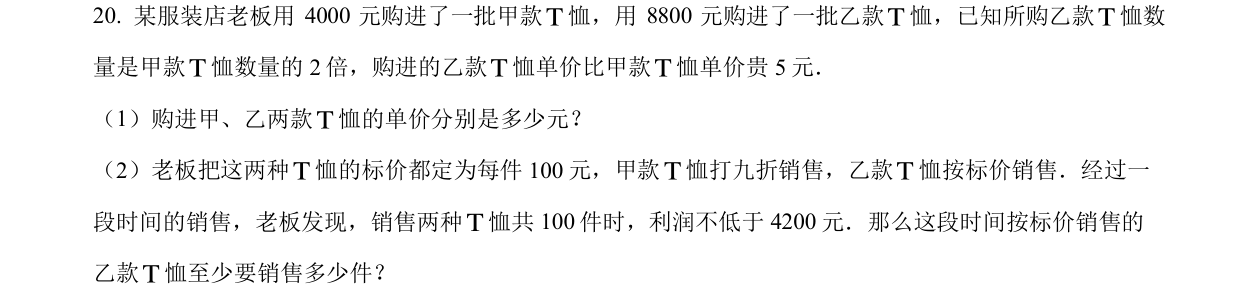 20. 某服装店老板用 4000 元购进了一批甲款T恤，用 8800 元购进了一批乙款T恤，已知所购乙款T恤数
量是甲款T恤数量的 2 倍，购进的乙款T恤单价比甲款T恤单价贵 5 元．
（1）购进甲、乙两款T恤的单价分别是多少元？
（2）老板把这两种T恤的标价都定为每件 100 元，甲款T恤打九折销售，乙款T恤按标价销售．经过一
段时间的销售，老板发现，销售两种T恤共 100 件时，利润不低于 4200 元．那么这段时间按标价销售的
乙款T恤至少要销售多少件？